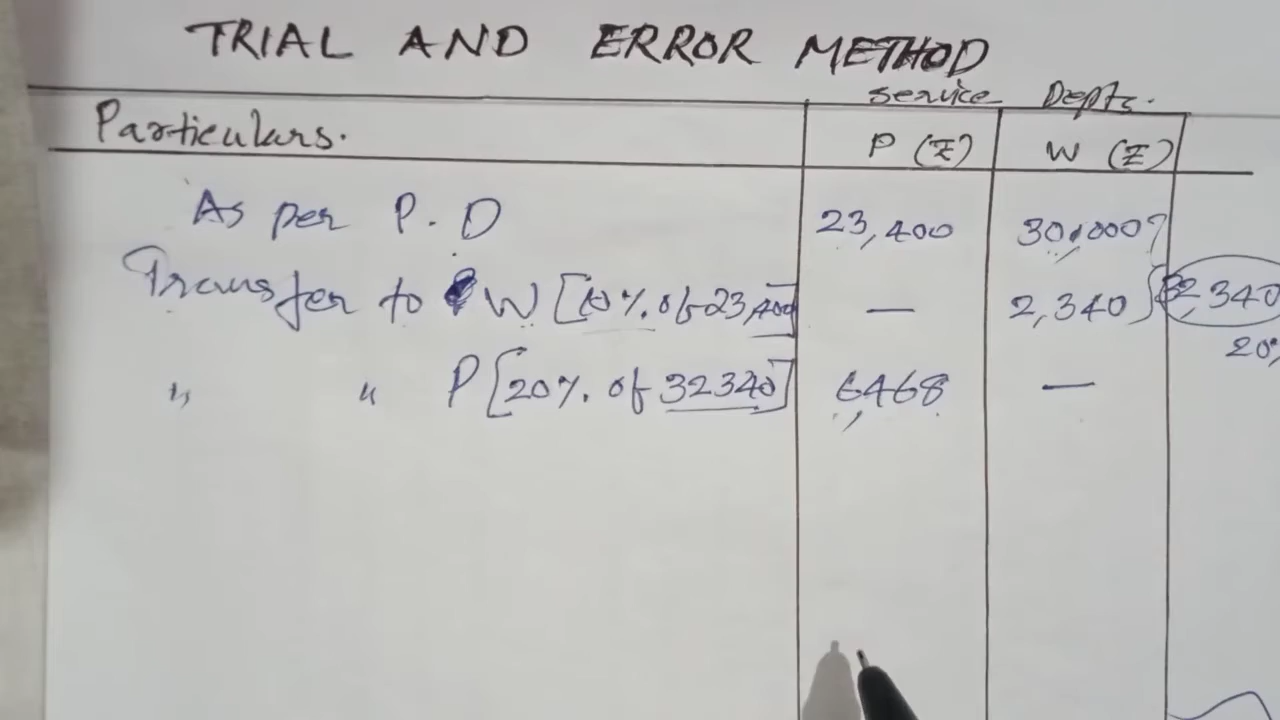 TRIAL AND ERROR METHOD
service Depts.
Particulars. P (₹) W (₹)
As per P.D 23,400 30,000
Transfer to W [10% of 23,400] — 2,340 32,340
20%
" " P [20% of 32340] 6468 —